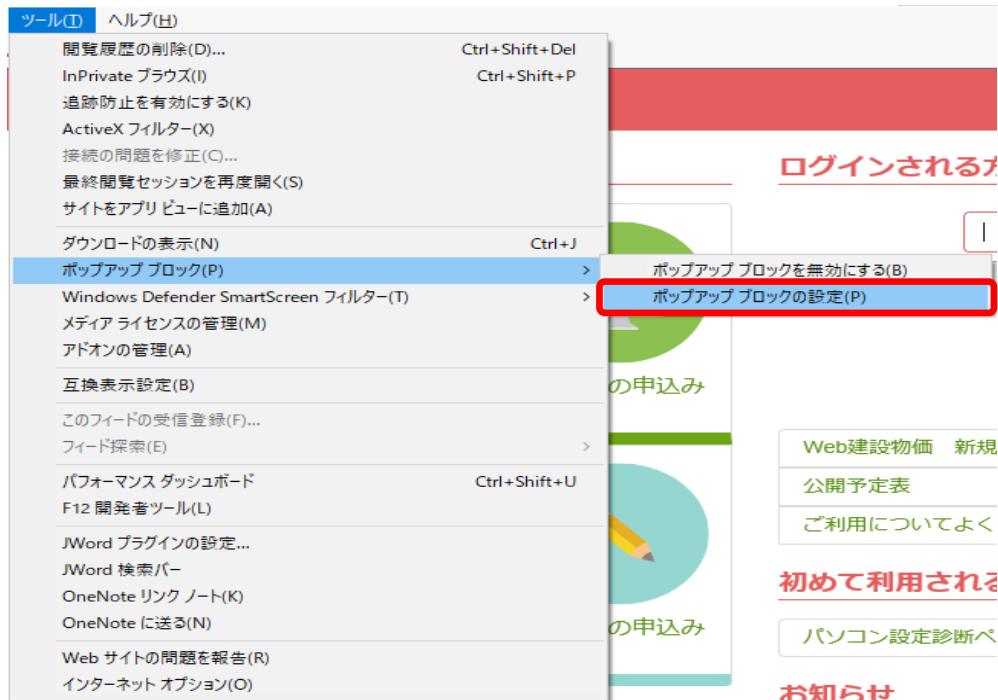 ツール(T) ヘルプ(H)
閲覧履歴の削除(D)... Ctrl+Shift+Del
InPrivate ブラウズ(I) Ctrl+Shift+P
追跡防止を有効にする(K)
ActiveX フィルター(X)
接続の問題を修正(C)...
最終閲覧セッションを再度開く(S)
サイトをアプリ ビューに追加(A)
ダウンロードの表示(N) Ctrl+J
ポップアップ ブロック(P) >
Windows Defender SmartScreen フィルター(T) >
メディア ライセンスの管理(M)
アドオンの管理(A)
互換表示設定(B)
このフィードの受信登録(F)...
フィード探索(E) >
パフォーマンス ダッシュボード Ctrl+Shift+U
F12 開発者ツール(L)
JWord プラグインの設定...
JWord 検索バー
OneNote リンク ノート(K)
OneNote に送る(N)
Web サイトの問題を報告(R)
インターネット オプション(O)
ポップアップ ブロックを無効にする(B)
ポップアップ ブロックの設定(P)
の申込み
の申込み
ログインされる方
Web建設物価 新規
公開予定表
ご利用についてよく
初めて利用される
パソコン設定診断ペ
お知らせ